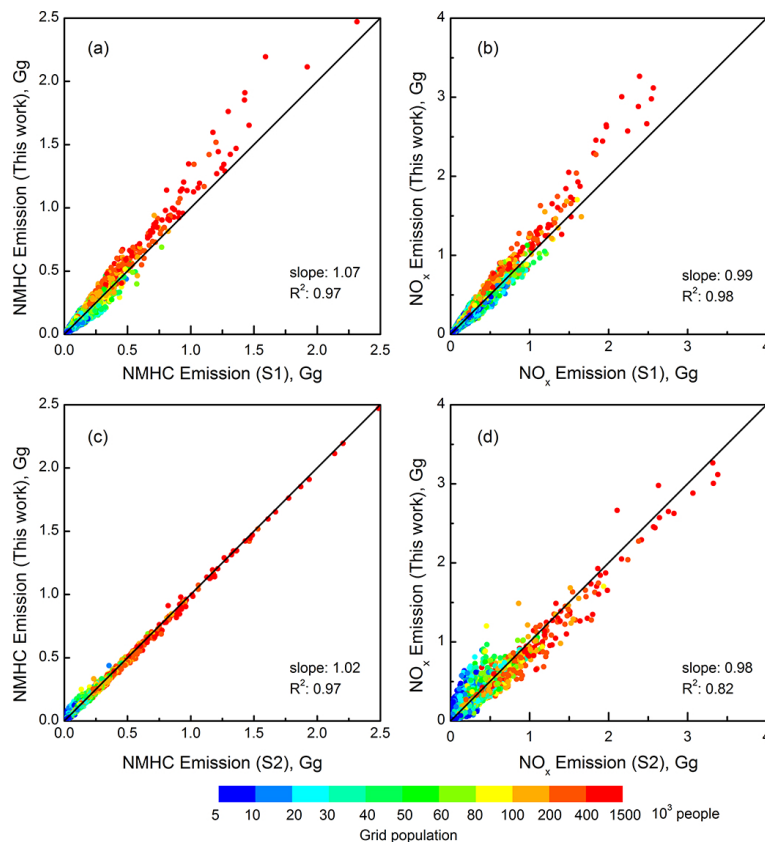 2.5
2.0
1.5
1.0
0.5
0.0
NMHC Emission (This work), Gg
(a)
slope: 1.07
R²: 0.97
0.0 0.5 1.0 1.5 2.0 2.5
NMHC Emission (S1), Gg
4
3
2
1
0
NOₓ Emission (This work), Gg
(b)
slope: 0.99
R²: 0.98
0 1 2 3 4
NOₓ Emission (S1), Gg
2.5
2.0
1.5
1.0
0.5
0.0
NMHC Emission (This work), Gg
(c)
slope: 1.02
R²: 0.97
0.0 0.5 1.0 1.5 2.0 2.5
NMHC Emission (S2), Gg
4
3
2
1
0
NOₓ Emission (This work), Gg
(d)
slope: 0.98
R²: 0.82
0 1 2 3 4
NOₓ Emission (S2), Gg
5 10 20 30 40 50 60 80 100 200 400 1500 10³ people
Grid population